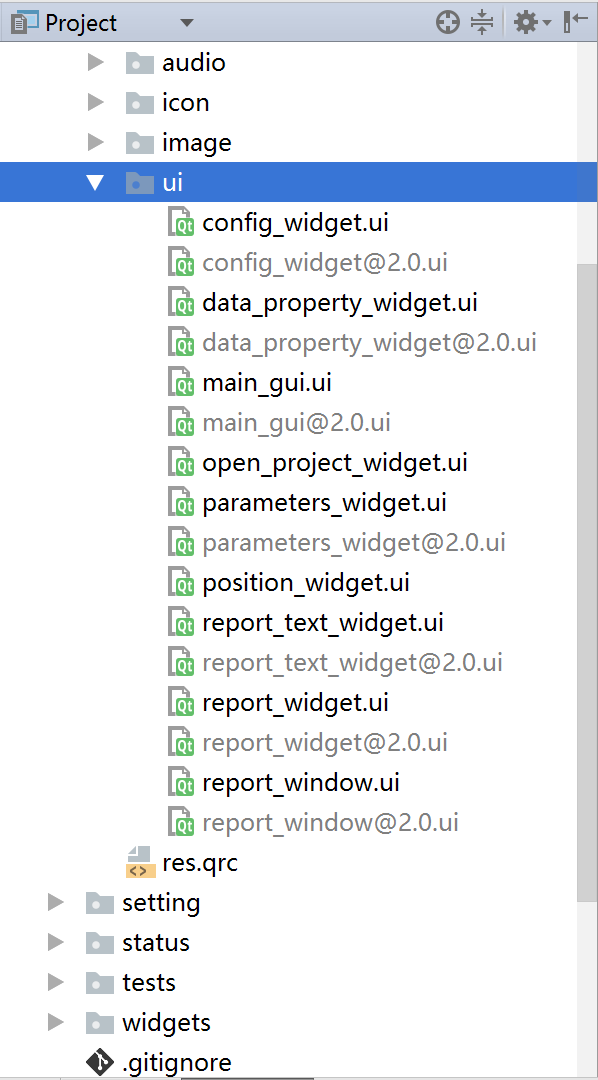 Project
audio
icon
image
ui
config_widget.ui
config_widget@2.0.ui
data_property_widget.ui
data_property_widget@2.0.ui
main_gui.ui
main_gui@2.0.ui
open_project_widget.ui
parameters_widget.ui
parameters_widget@2.0.ui
position_widget.ui
report_text_widget.ui
report_text_widget@2.0.ui
report_widget.ui
report_widget@2.0.ui
report_window.ui
report_window@2.0.ui
res.qrc
setting
status
tests
widgets
.gitignore